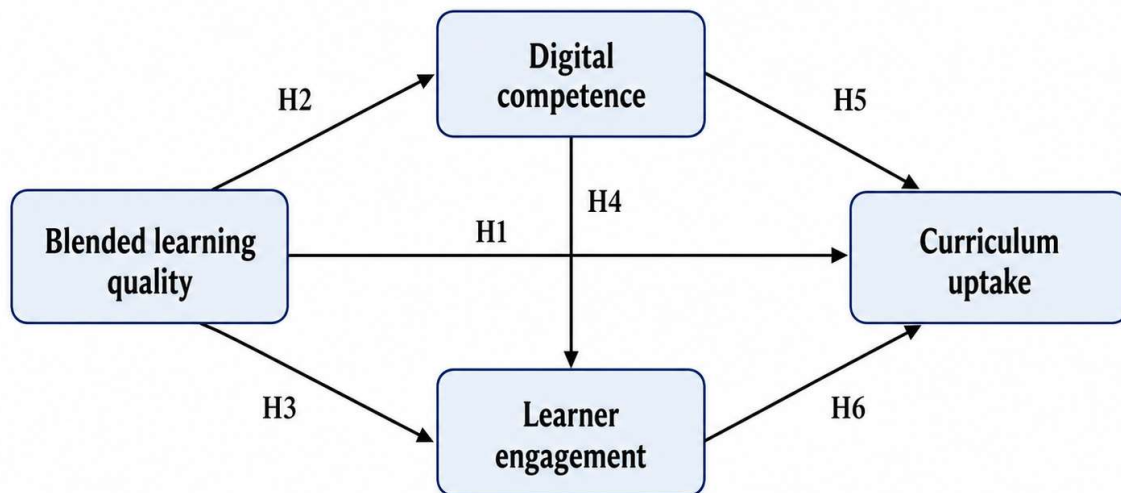 Digital
competence
H2
H5
H4
Blended learning
quality
H1
Curriculum
uptake
H3
H6
Learner
engagement